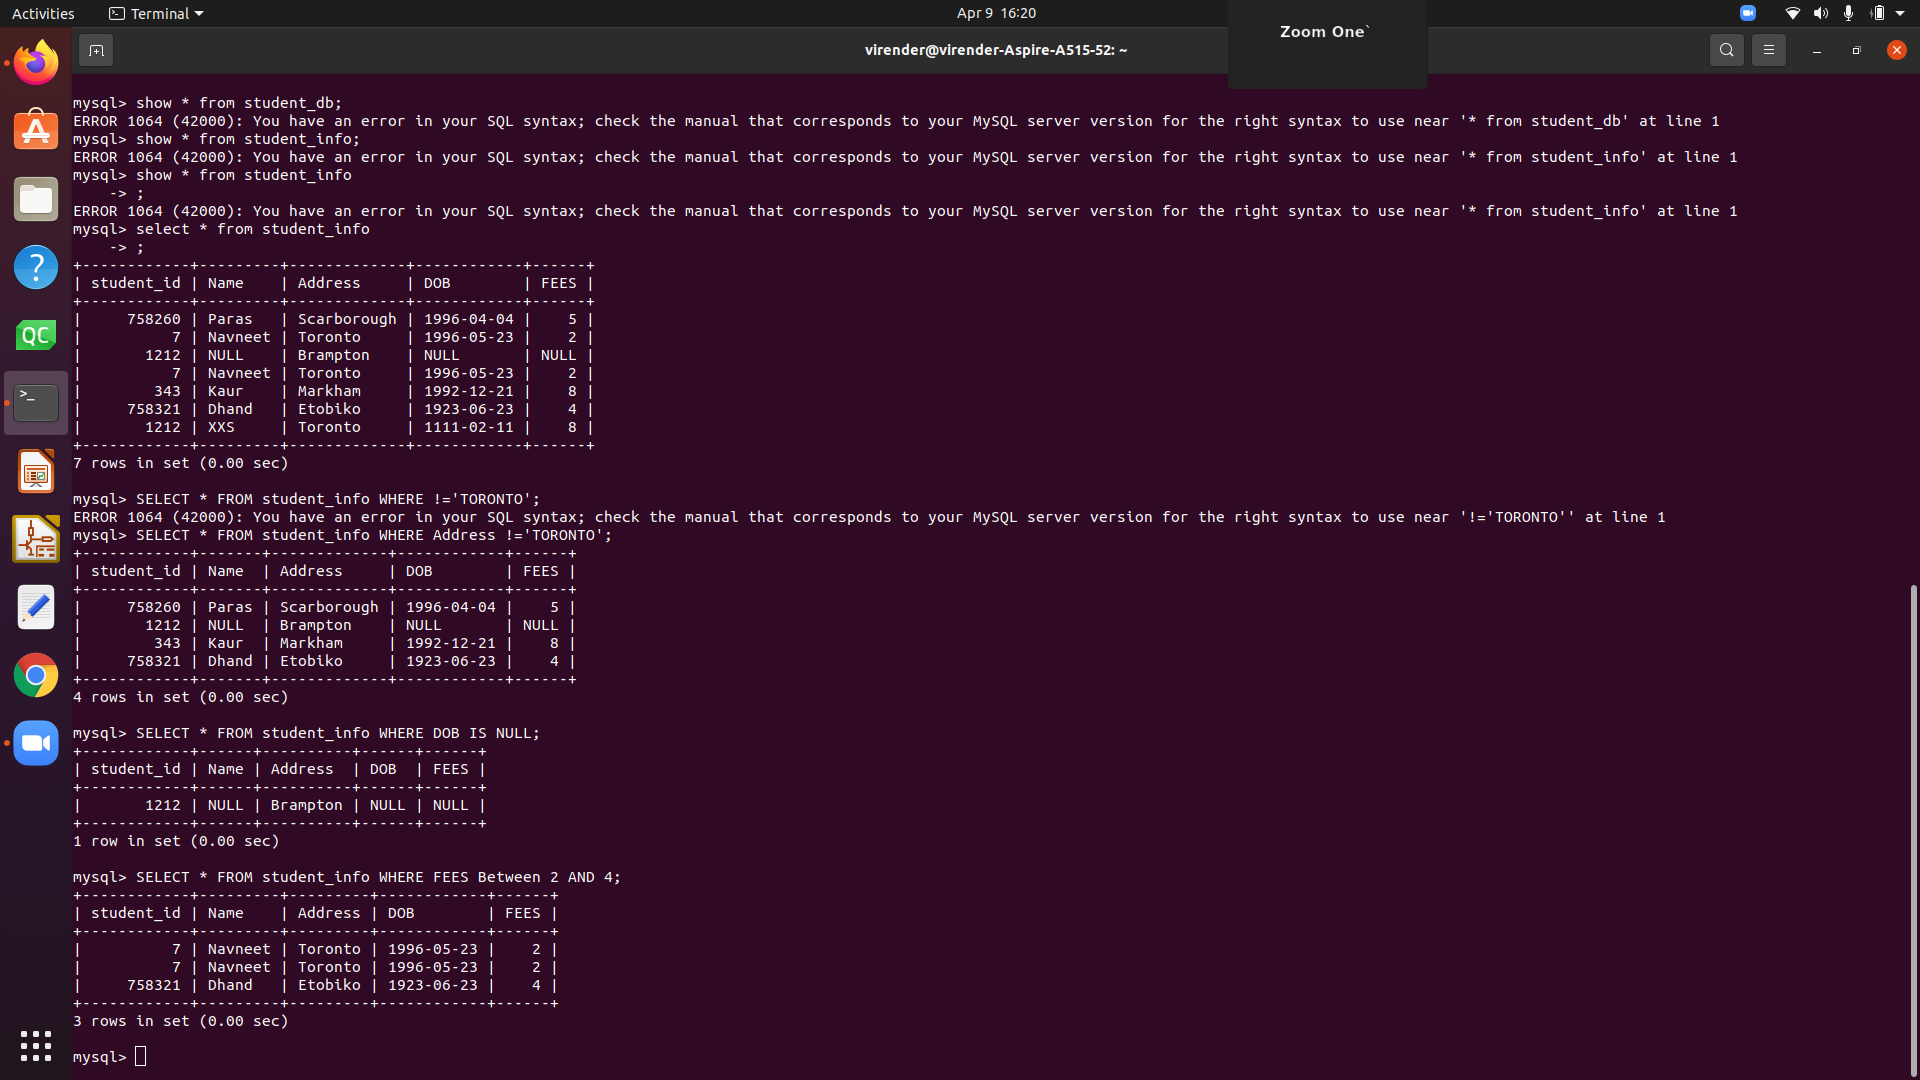 Activities
Terminal
Apr 9 16:20
Zoom One`
virender@virender-Aspire-A515-52: ~
mysql> show * from student_db;
ERROR 1064 (42000): You have an error in your SQL syntax; check the manual that corresponds to your MySQL server version for the right syntax to use near '* from student_db' at line 1
mysql> show * from student_info;
ERROR 1064 (42000): You have an error in your SQL syntax; check the manual that corresponds to your MySQL server version for the right syntax to use near '* from student_info' at line 1
mysql> show * from student_info
    -> ;
ERROR 1064 (42000): You have an error in your SQL syntax; check the manual that corresponds to your MySQL server version for the right syntax to use near '* from student_info' at line 1
mysql> select * from student_info
    -> ;
+------------+---------+-------------+------------+------+
| student_id | Name    | Address     | DOB        | FEES |
+------------+---------+-------------+------------+------+
|     758260 | Paras   | Scarborough | 1996-04-04 |    5 |
|          7 | Navneet | Toronto     | 1996-05-23 |    2 |
|       1212 | NULL    | Brampton    | NULL       | NULL |
|          7 | Navneet | Toronto     | 1996-05-23 |    2 |
|        343 | Kaur    | Markham     | 1992-12-21 |    8 |
|     758321 | Dhand   | Etobiko     | 1923-06-23 |    4 |
|       1212 | XXS     | Toronto     | 1111-02-11 |    8 |
+------------+---------+-------------+------------+------+
7 rows in set (0.00 sec)
mysql> SELECT * FROM student_info WHERE !='TORONTO';
ERROR 1064 (42000): You have an error in your SQL syntax; check the manual that corresponds to your MySQL server version for the right syntax to use near '!='TORONTO'' at line 1
mysql> SELECT * FROM student_info WHERE Address !='TORONTO';
+------------+-------+-------------+------------+------+
| student_id | Name  | Address     | DOB        | FEES |
+------------+-------+-------------+------------+------+
|     758260 | Paras | Scarborough | 1996-04-04 |    5 |
|       1212 | NULL  | Brampton    | NULL       | NULL |
|        343 | Kaur  | Markham     | 1992-12-21 |    8 |
|     758321 | Dhand | Etobiko     | 1923-06-23 |    4 |
+------------+-------+-------------+------------+------+
4 rows in set (0.00 sec)
mysql> SELECT * FROM student_info WHERE DOB IS NULL;
+------------+------+----------+------+------+
| student_id | Name | Address  | DOB  | FEES |
+------------+------+----------+------+------+
|       1212 | NULL | Brampton | NULL | NULL |
+------------+------+----------+------+------+
1 row in set (0.00 sec)
mysql> SELECT * FROM student_info WHERE FEES Between 2 AND 4;
+------------+---------+---------+------------+------+
| student_id | Name    | Address | DOB        | FEES |
+------------+---------+---------+------------+------+
|          7 | Navneet | Toronto | 1996-05-23 |    2 |
|          7 | Navneet | Toronto | 1996-05-23 |    2 |
|     758321 | Dhand   | Etobiko | 1923-06-23 |    4 |
+------------+---------+---------+------------+------+
3 rows in set (0.00 sec)
mysql>
QC